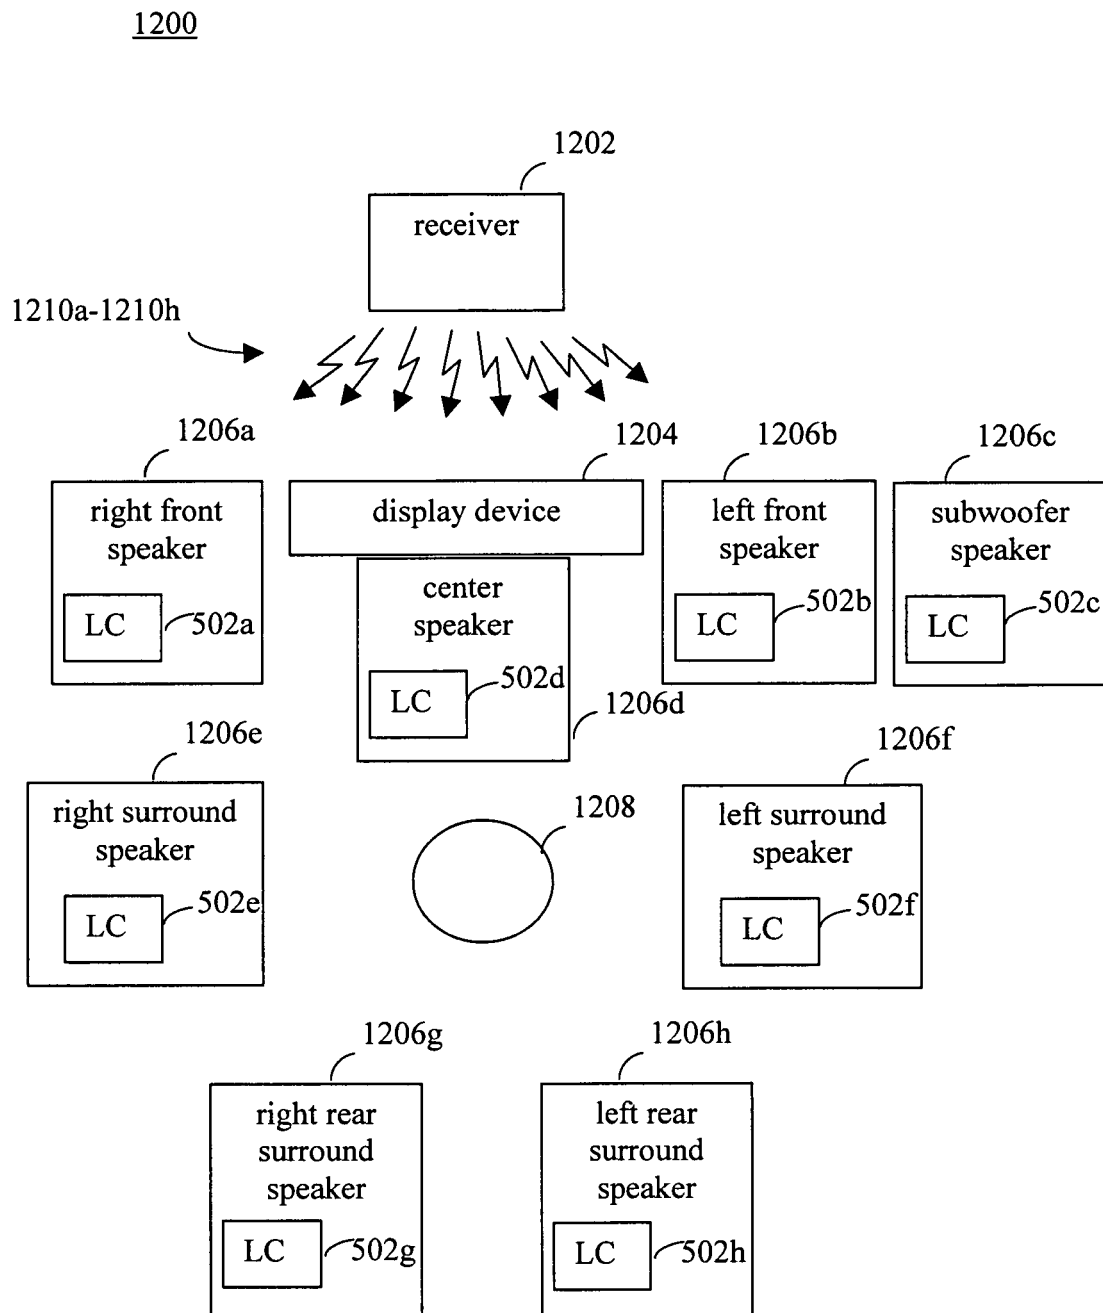 1200
1202
receiver
1210a-1210h
1206a
1204
1206b
1206c
right front
speaker
display device
left front
speaker
subwoofer
speaker
center
speaker
LC
502a
LC
502b
LC
502c
LC
502d
1206d
1206e
1206f
right surround
speaker
1208
left surround
speaker
LC
502e
LC
502f
1206g
1206h
right rear
surround
speaker
left rear
surround
speaker
LC
502g
LC
502h